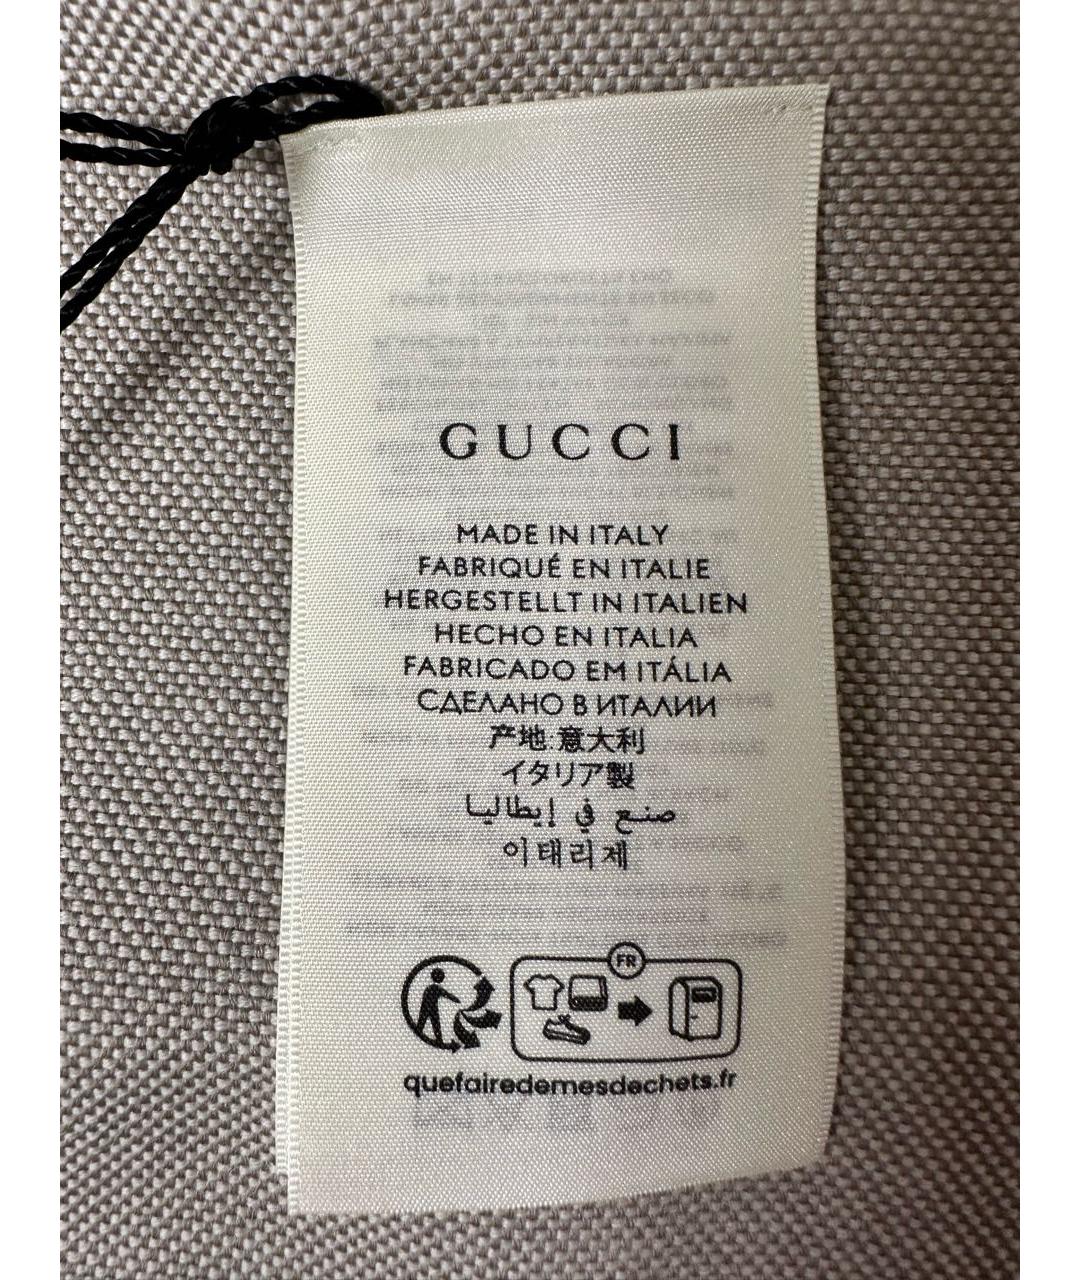 GUCCI
MADE IN ITALY
FABRIQUÉ EN ITALIE
HERGESTELLT IN ITALIEN
HECHO EN ITALIA
FABRICADO EM ITÁLIA
СДЕЛАНО В ИТАЛИИ
产地:意大利
イタリア製
صنع في إيطاليا
이태리제
FR
quefairedemesdechets.fr